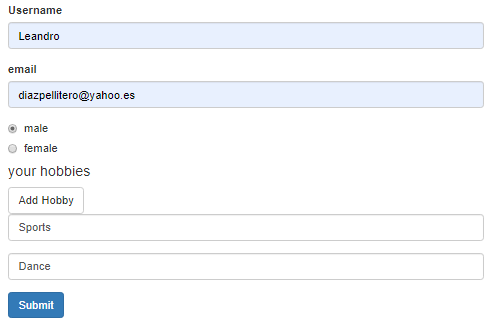 Username
Leandro
email
diazpellitero@yahoo.es
male
female
your hobbies
Add Hobby
Sports
Dance
Submit